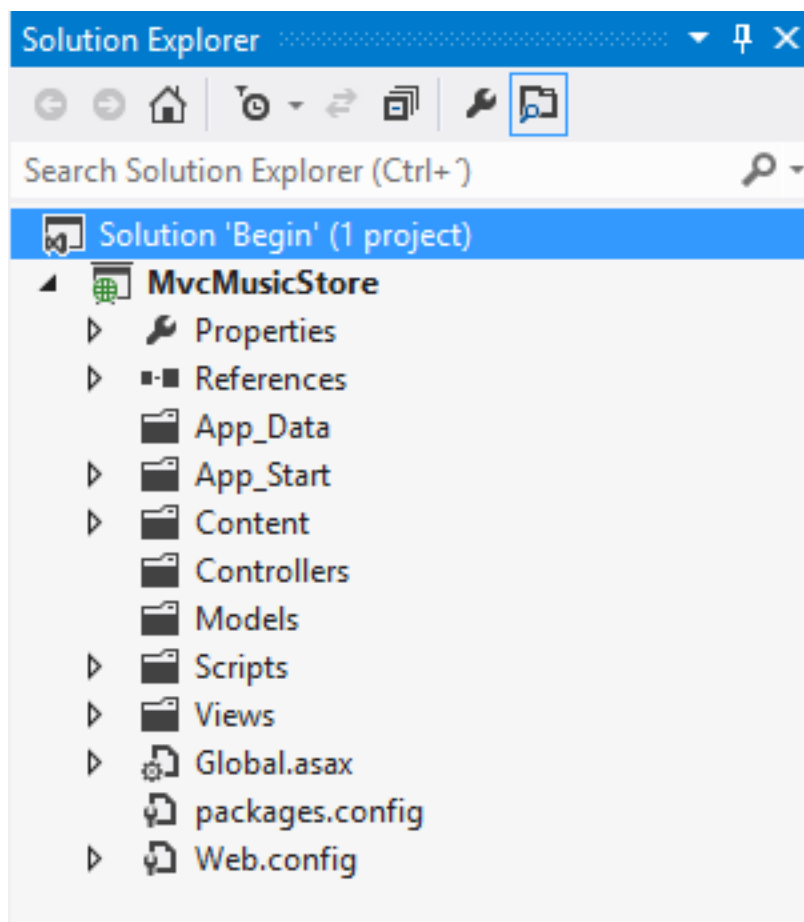 Solution Explorer
Search Solution Explorer (Ctrl+ˆ)
Solution 'Begin' (1 project)
MvcMusicStore
Properties
References
App_Data
App_Start
Content
Controllers
Models
Scripts
Views
Global.asax
packages.config
Web.config